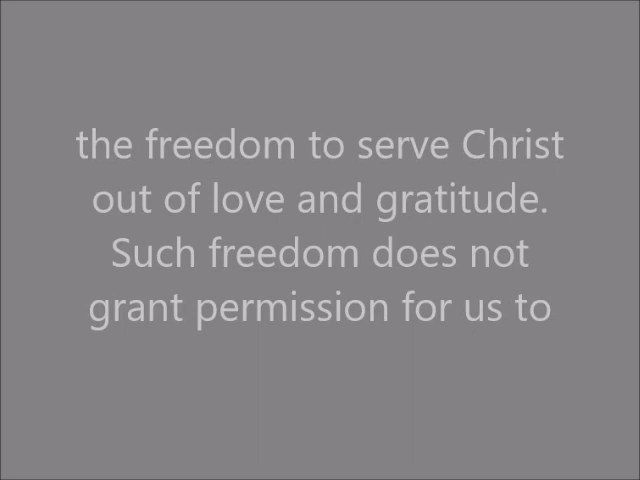 the freedom to serve Christ
out of love and gratitude.
Such freedom does not
grant permission for us to